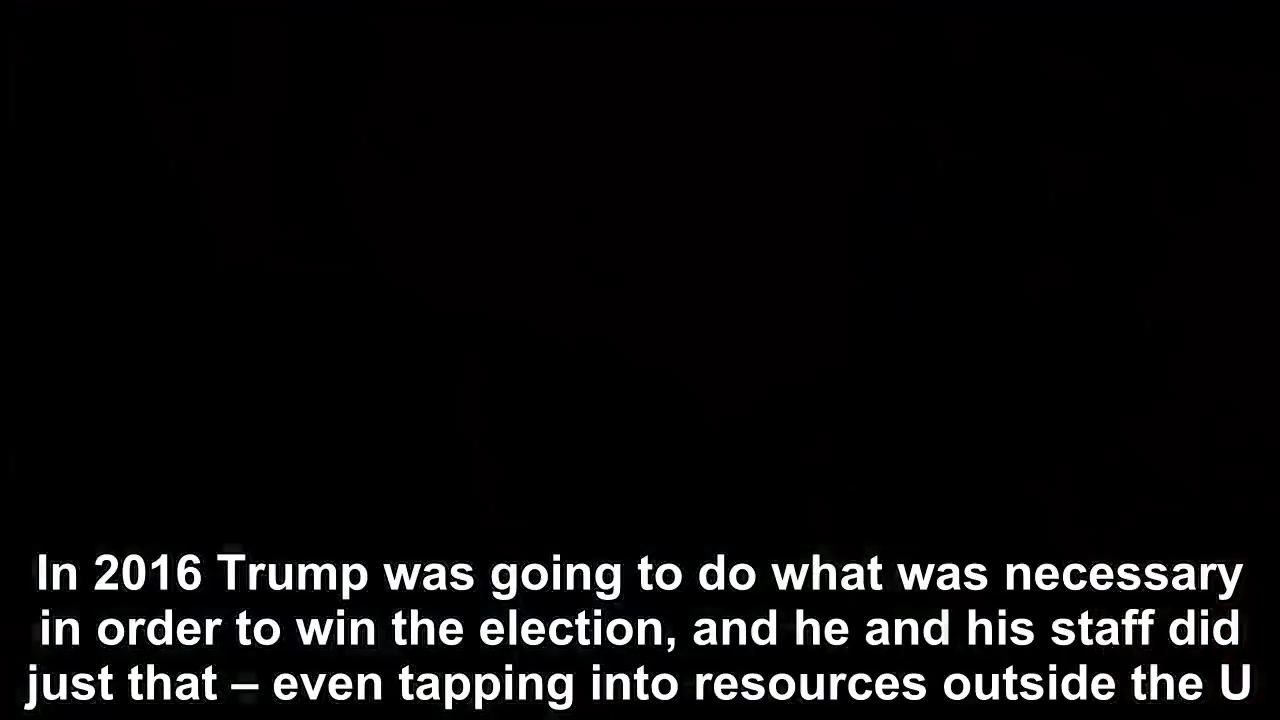 In 2016 Trump was going to do what was necessary
in order to win the election, and he and his staff did
just that – even tapping into resources outside the U